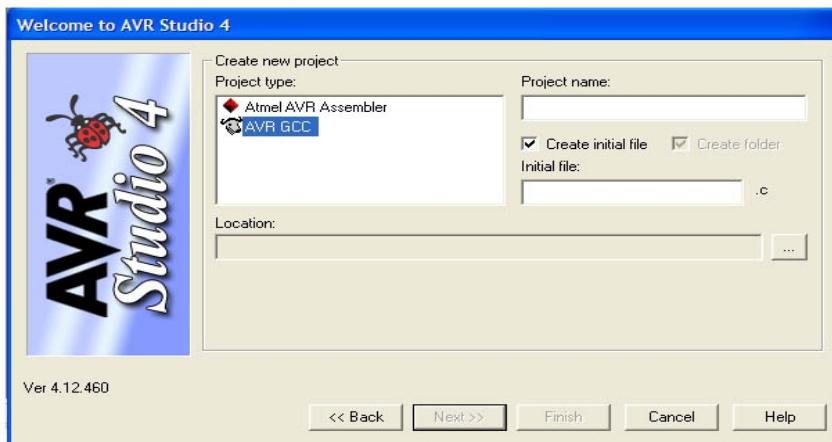 Welcome to AVR Studio 4
AVR® Studio 4
Create new project
Project type:
Atmel AVR Assembler
AVR GCC
Project name:
Create initial file
Create folder
Initial file:
.c
Location:
...
Ver 4.12.460
<< Back
Next >>
Finish
Cancel
Help